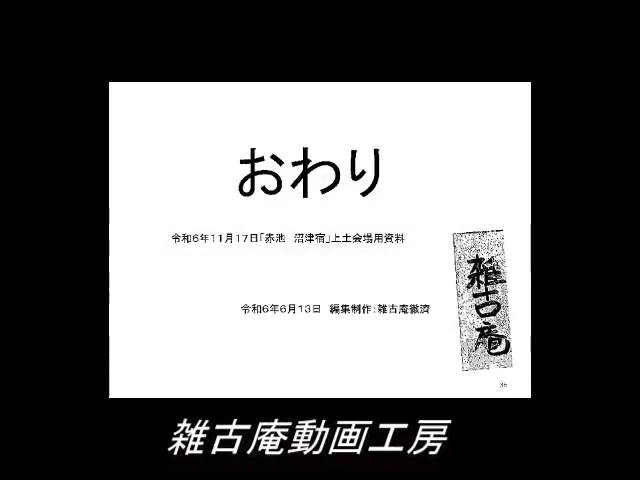 おわり
令和6年11月17日「赤池　沼津宿」上土会場用資料
令和6年6月13日　編集制作：雑古庵徹済
雑古庵
36
雑古庵動画工房